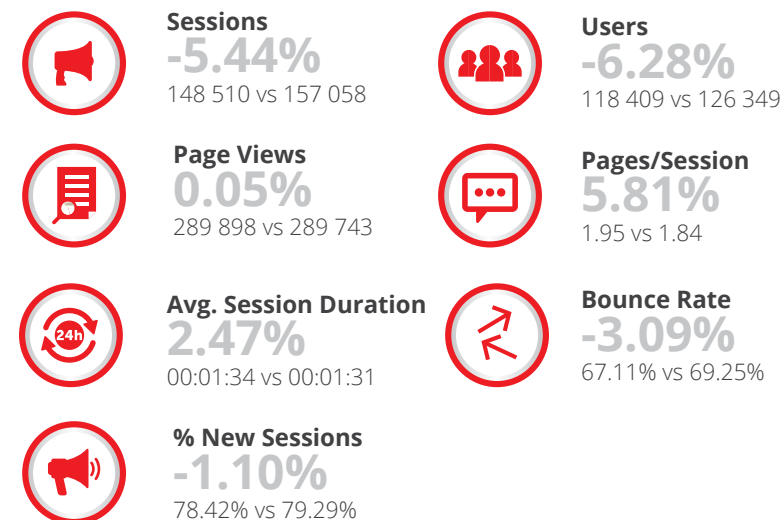 Sessions
-5.44%
148 510 vs 157 058
Users
-6.28%
118 409 vs 126 349
Page Views
0.05%
289 898 vs 289 743
Pages/Session
5.81%
1.95 vs 1.84
24h
Avg. Session Duration
2.47%
00:01:34 vs 00:01:31
Bounce Rate
-3.09%
67.11% vs 69.25%
% New Sessions
-1.10%
78.42% vs 79.29%